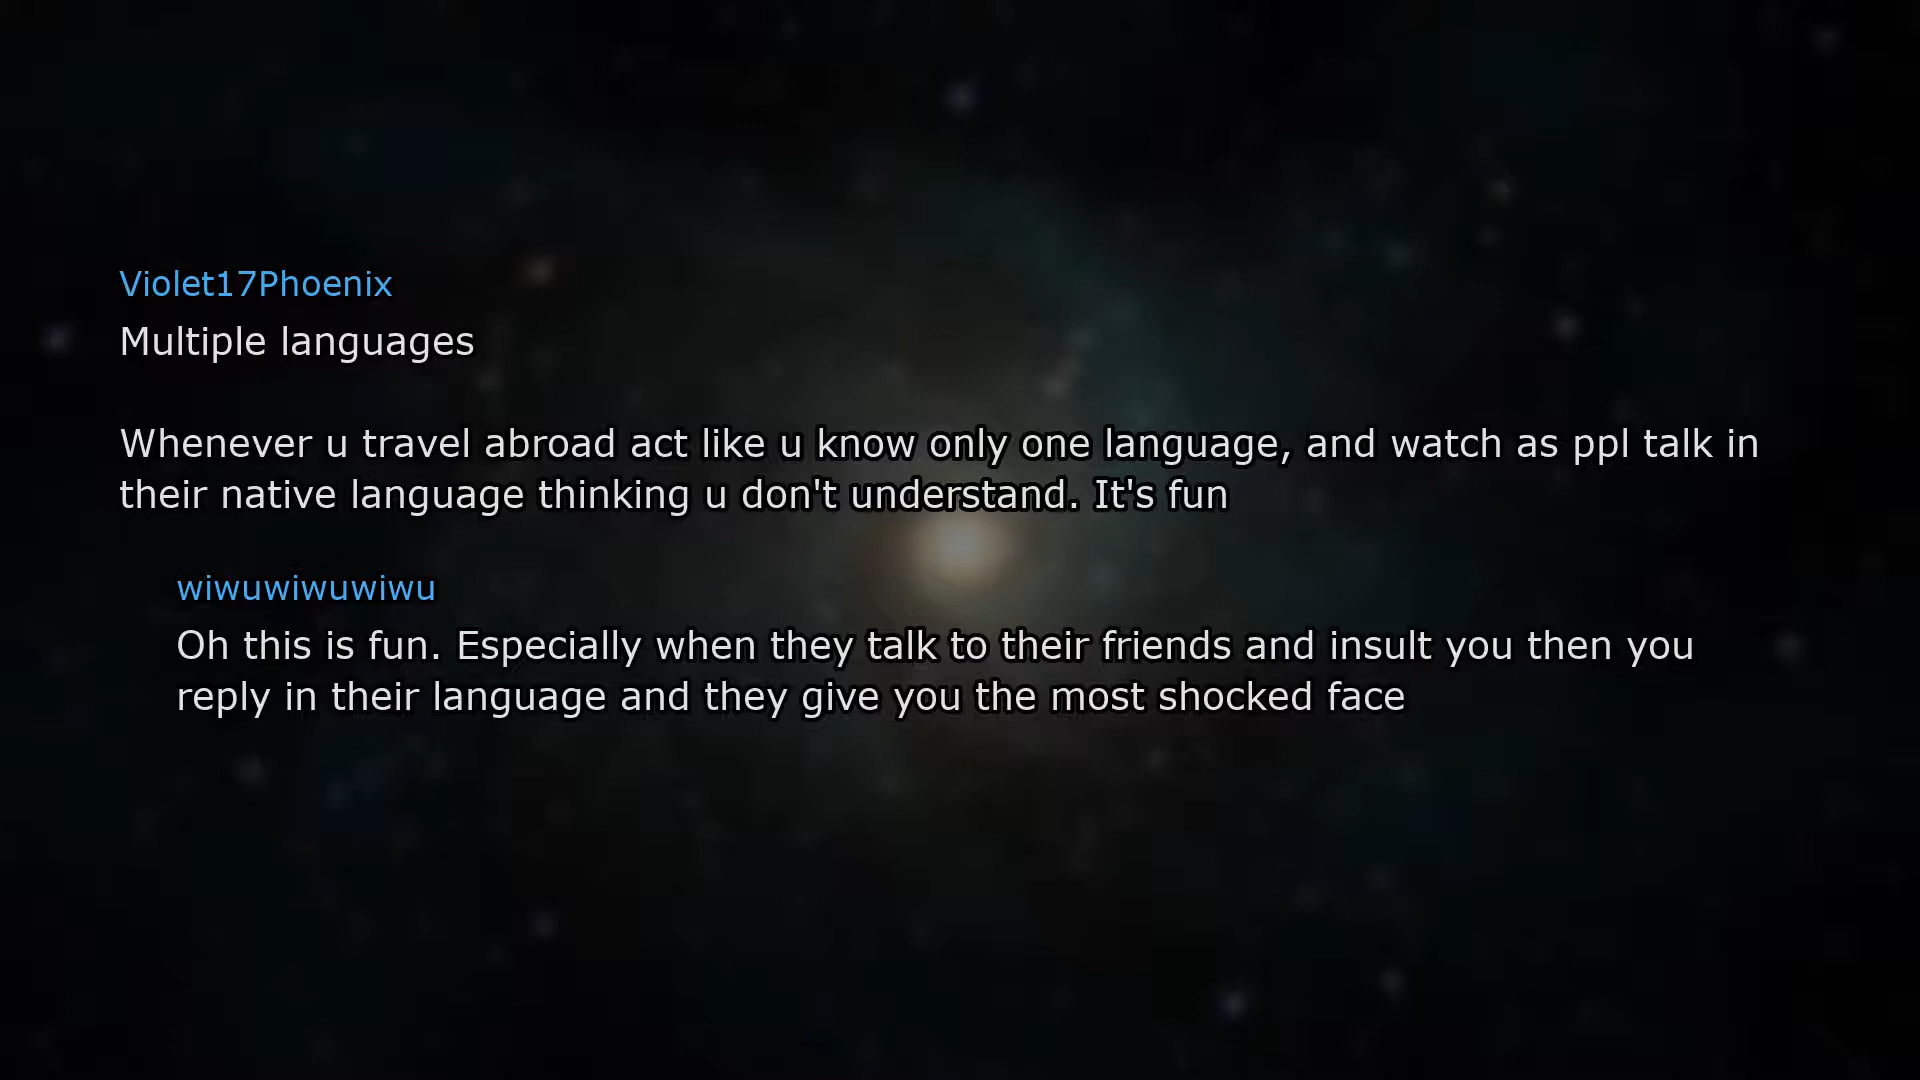 Violet17Phoenix
Multiple languages
Whenever u travel abroad act like u know only one language, and watch as ppl talk in
their native language thinking u don't understand. It's fun
wiwuwiwuwiwu
Oh this is fun. Especially when they talk to their friends and insult you then you
reply in their language and they give you the most shocked face